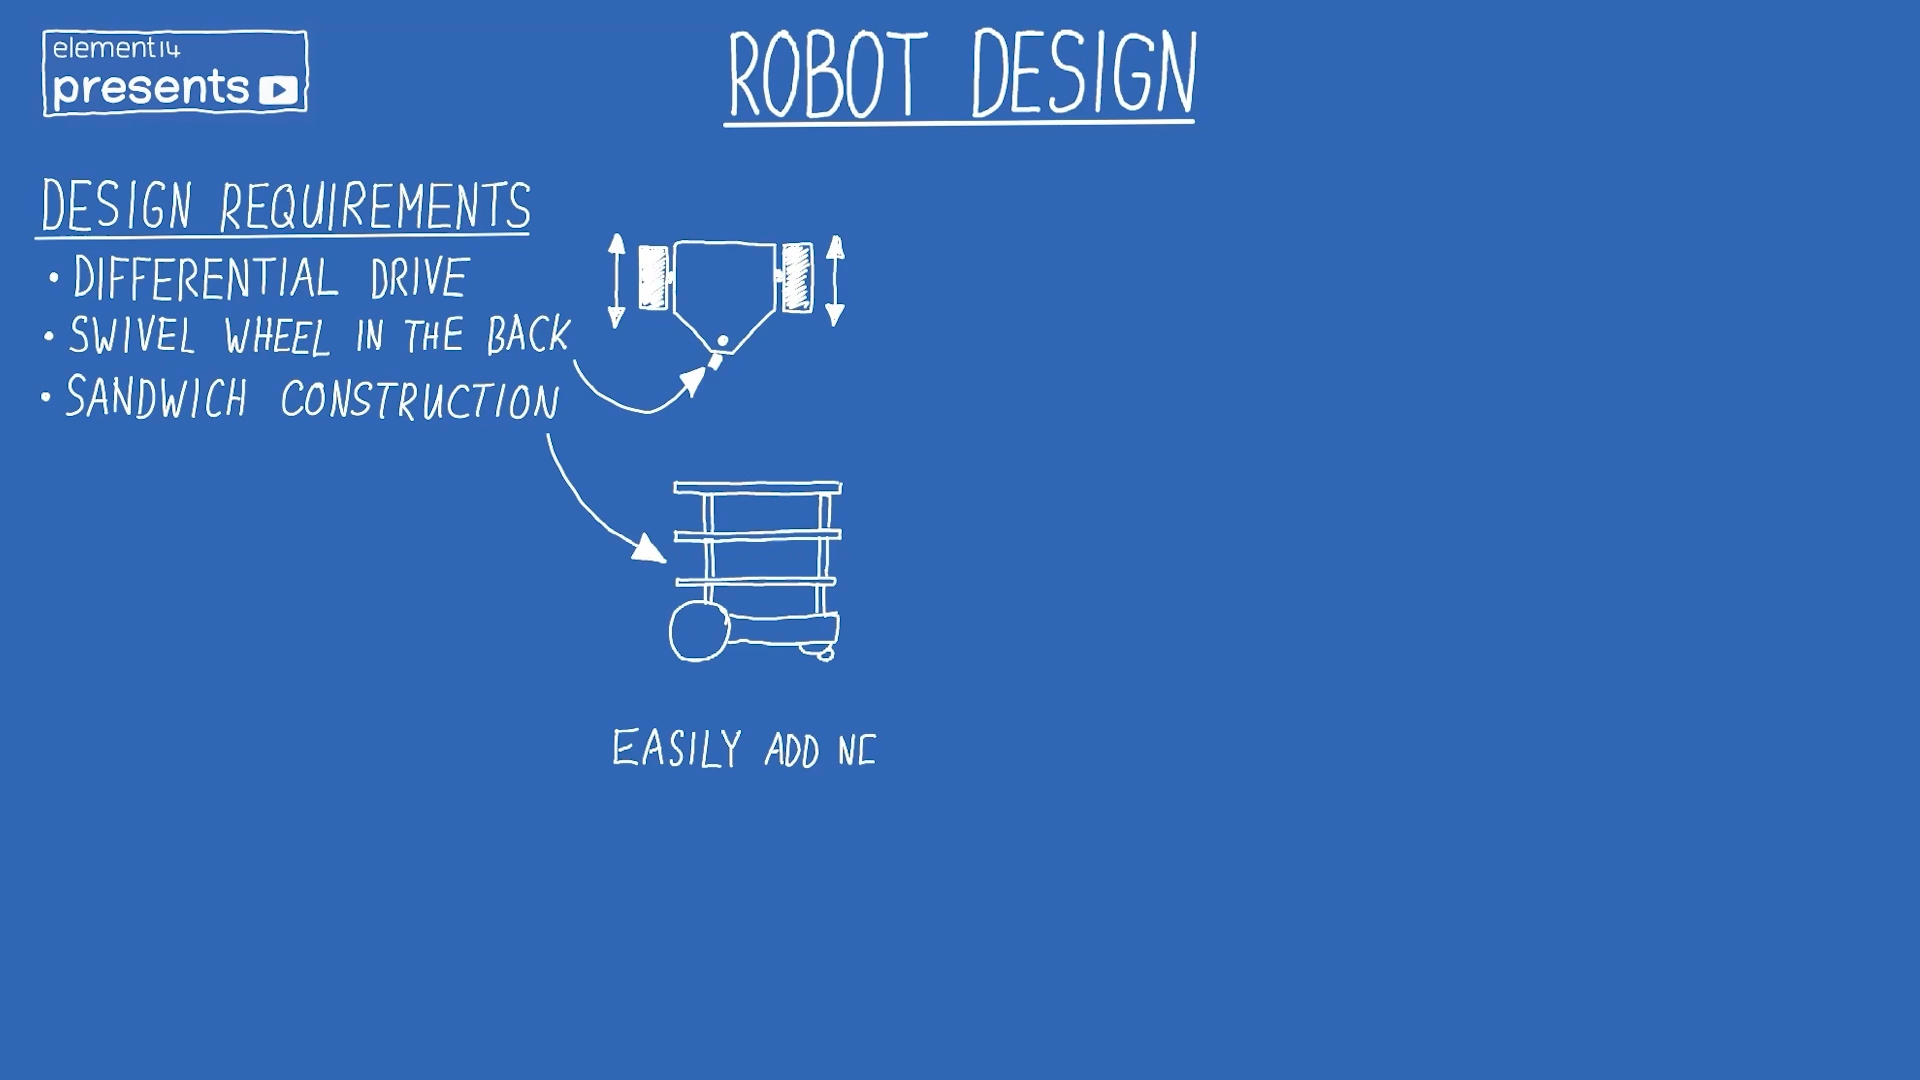 element14
presents
ROBOT DESIGN
DESIGN REQUIREMENTS
• DIFFERENTIAL DRIVE
• SWIVEL WHEEL IN THE BACK
• SANDWICH CONSTRUCTION
EASILY ADD